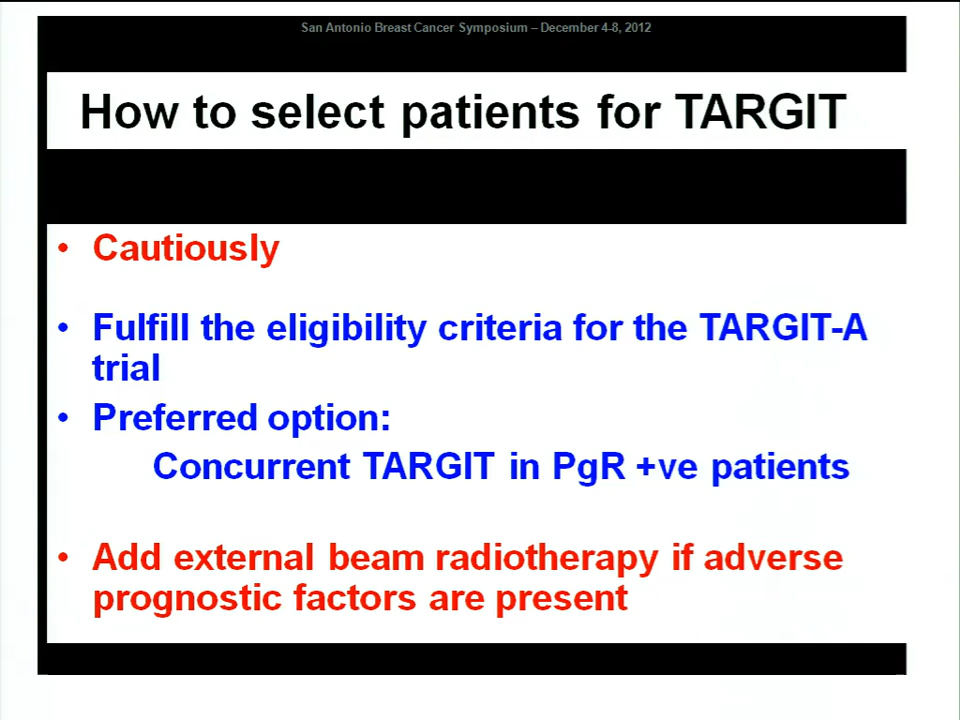 San Antonio Breast Cancer Symposium – December 4-8, 2012
How to select patients for TARGIT
• Cautiously
• Fulfill the eligibility criteria for the TARGIT-A
trial
• Preferred option:
Concurrent TARGIT in PgR +ve patients
• Add external beam radiotherapy if adverse
prognostic factors are present